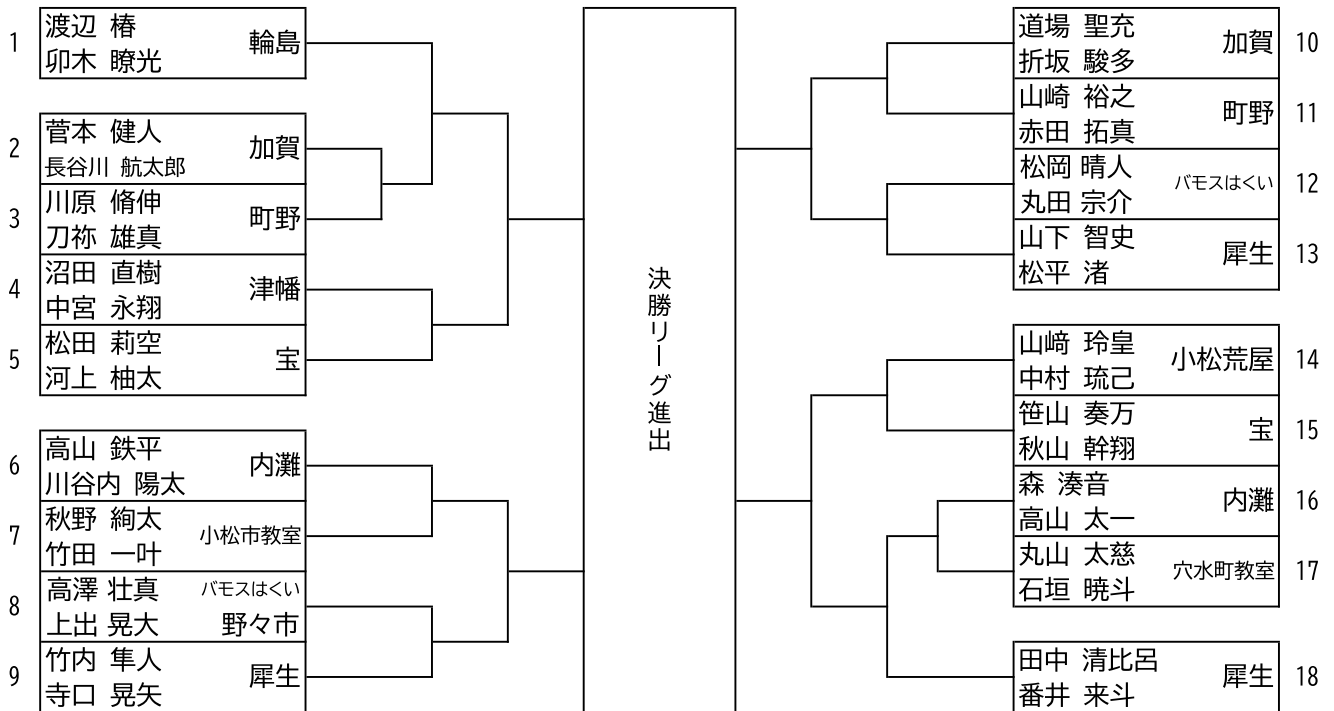 1 渡辺 椿 輪島
卯木 瞭光
2 菅本 健人 加賀
長谷川 航太郎
3 川原 脩伸 町野
刀祢 雄真
4 沼田 直樹 津幡
中宮 永翔
5 松田 莉空 宝
河上 柚太
6 高山 鉄平 内灘
川谷内 陽太
7 秋野 絢太 小松市教室
竹田 一叶
8 高澤 壮真 バモスはくい
上出 晃大 野々市
9 竹内 隼人 犀生
寺口 晃矢
決勝リーグ進出
道場 聖充 加賀 10
折坂 駿多
山崎 裕之 町野 11
赤田 拓真
松岡 晴人 バモスはくい 12
丸田 宗介
山下 智史 犀生 13
松平 渚
山﨑 玲皇 小松荒屋 14
中村 琉己
笹山 奏万 宝 15
秋山 幹翔
森 湊音 内灘 16
高山 太一
丸山 太慈 穴水町教室 17
石垣 暁斗
田中 清比呂 犀生 18
番井 来斗